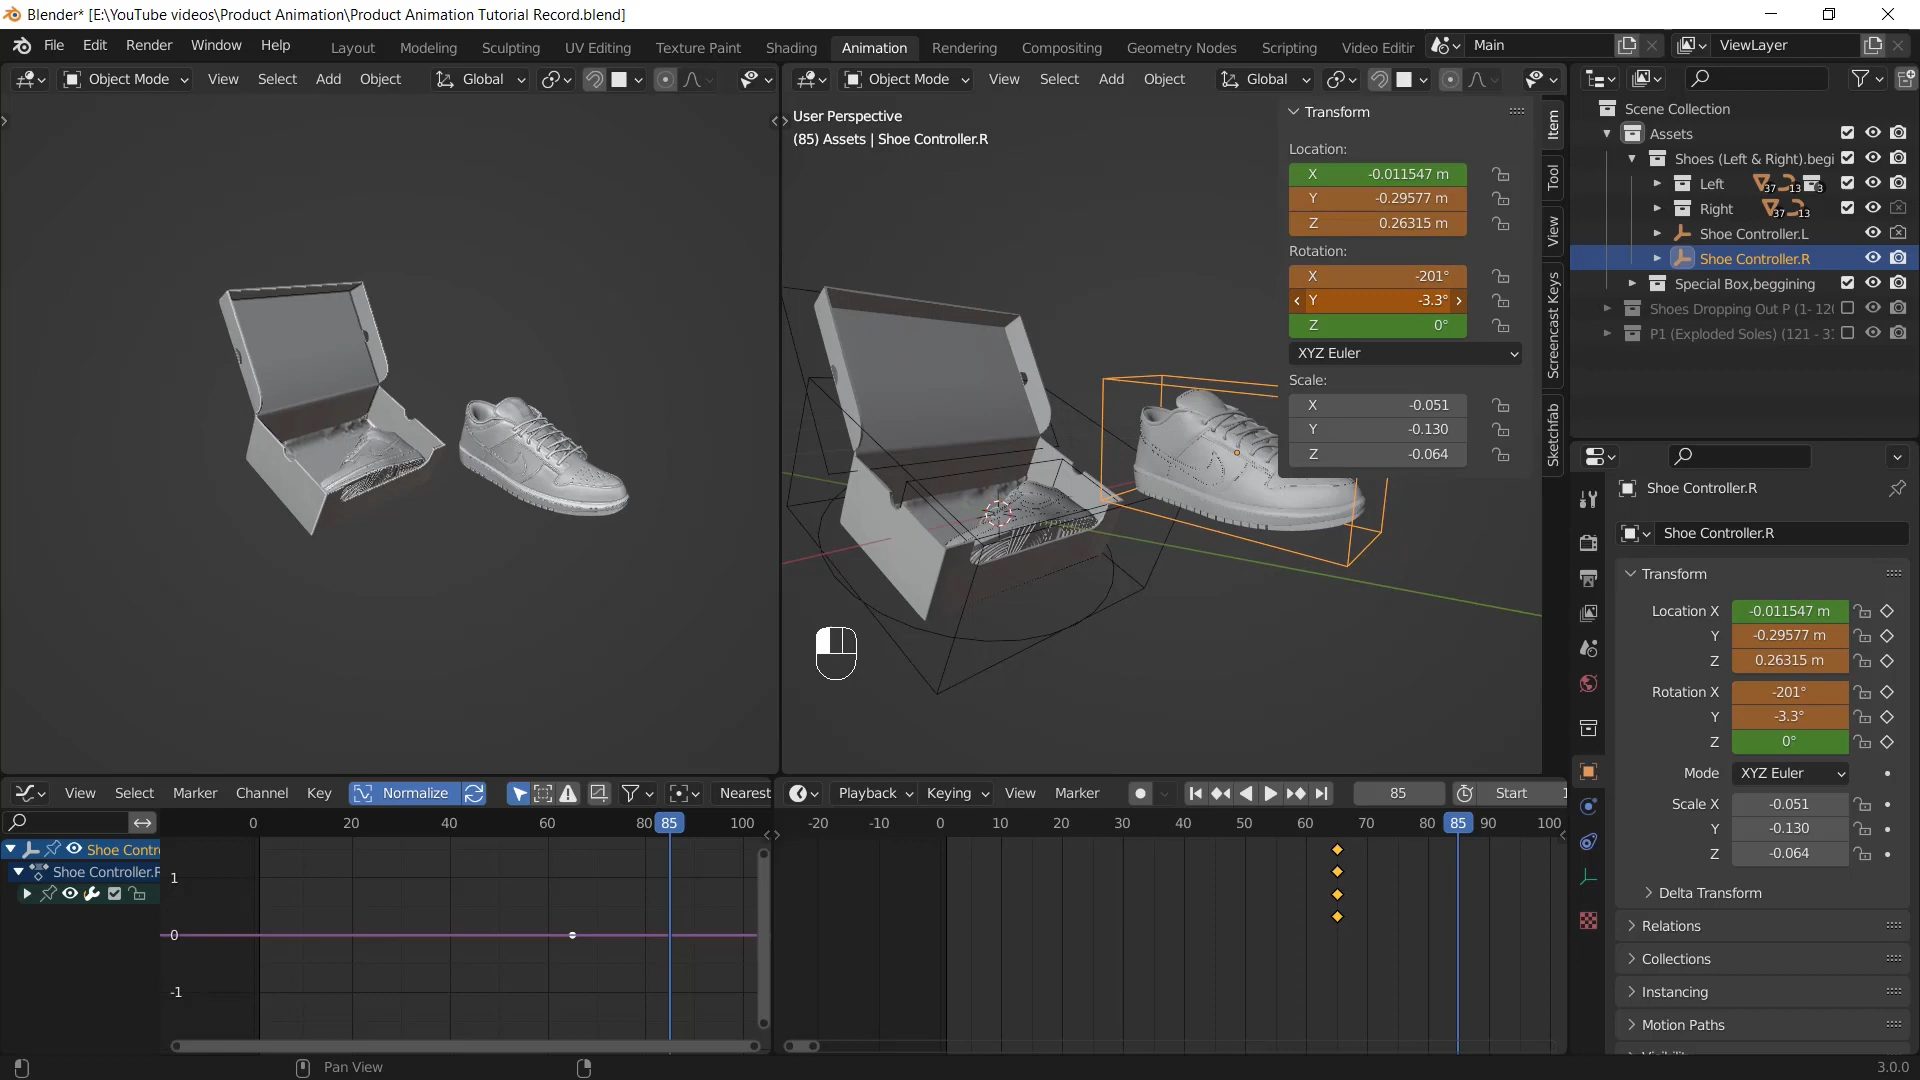 Blender* [E:\YouTube videos\Product Animation\Product Animation Tutorial Record.blend]
File Edit Render Window Help Layout Modeling Sculpting UV Editing Texture Paint Shading Animation Rendering Compositing Geometry Nodes Scripting Video Editir Main ViewLayer
Object Mode View Select Add Object Global
Object Mode View Select Add Object Global
User Perspective
(85) Assets | Shoe Controller.R
Transform
Location:
X -0.011547 m
Y -0.29577 m
Z 0.26315 m
Rotation:
X -201°
Y -3.3°
Z 0°
XYZ Euler
Scale:
X -0.051
Y -0.130
Z -0.064
Item
Tool
View
Screencast Keys
Sketchfab
Scene Collection
Assets
Shoes (Left & Right).begi
Left 37 13 3
Right 37 13
Shoe Controller.L
Shoe Controller.R
Special Box,beggining
Shoes Dropping Out P (1- 120
P1 (Exploded Soles) (121 - 3
Shoe Controller.R
Shoe Controller.R
Transform
Location X -0.011547 m
Y -0.29577 m
Z 0.26315 m
Rotation X -201°
Y -3.3°
Z 0°
Mode XYZ Euler
Scale X -0.051
Y -0.130
Z -0.064
Delta Transform
Relations
Collections
Instancing
Motion Paths
View Select Marker Channel Key Normalize Nearest
0 20 40 60 80 85 100
Shoe Contr
Shoe Controller.R
1
0
-1
Playback Keying View Marker 85 Start 1
-20 -10 0 10 20 30 40 50 60 70 80 85 90 100
Pan View
3.0.0